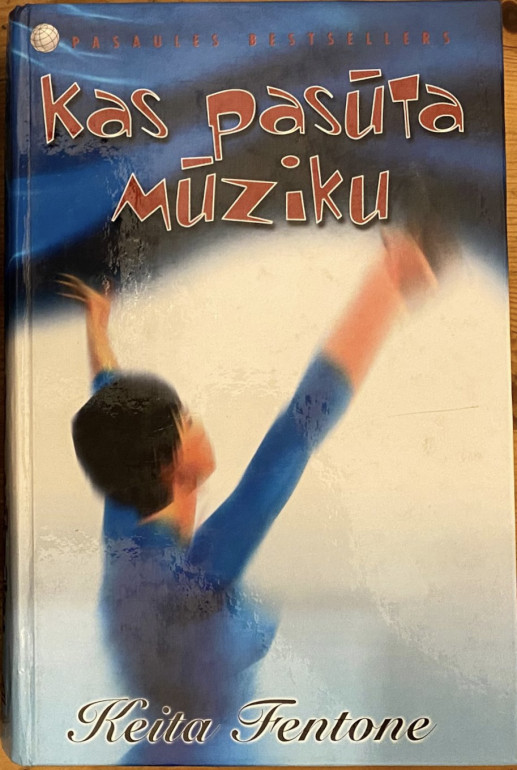 PASAULES BESTSELLERS
Kas pasūta
mūziku
Keita Fentone